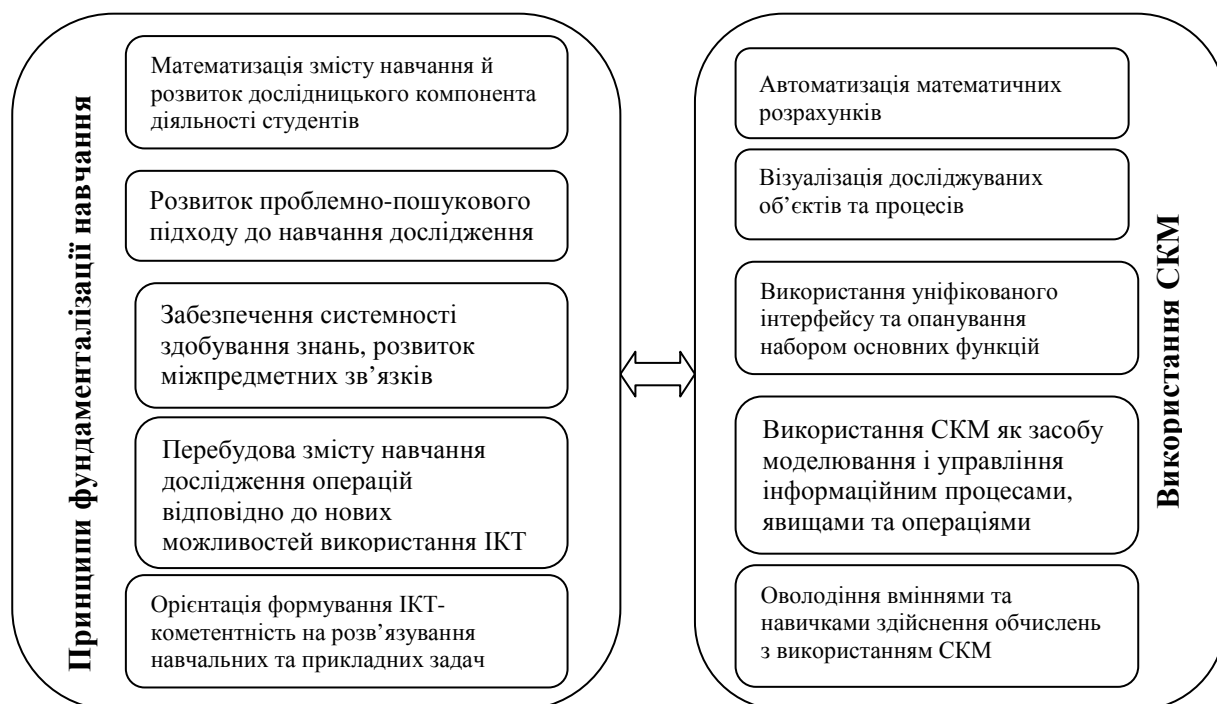 Принципи фундаменталізації навчання
Математизація змісту навчання й
розвиток дослідницького компонента
діяльності студентів
Розвиток проблемно-пошукового
підходу до навчання дослідження
Забезпечення системності
здобування знань, розвиток
міжпредметних зв’язків
Перебудова змісту навчання
дослідження операцій
відповідно до нових
можливостей використання ІКТ
Орієнтація формування ІКТ-
кометентність на розв’язування
навчальних та прикладних задач
Автоматизація математичних
розрахунків
Візуалізація досліджуваних
об’єктів та процесів
Використання уніфікованого
інтерфейсу та опанування
набором основних функцій
Використання СКМ як засобу
моделювання і управління
інформаційним процесами,
явищами та операціями
Оволодіння вміннями та
навичками здійснення обчислень
з використанням СКМ
Використання СКМ